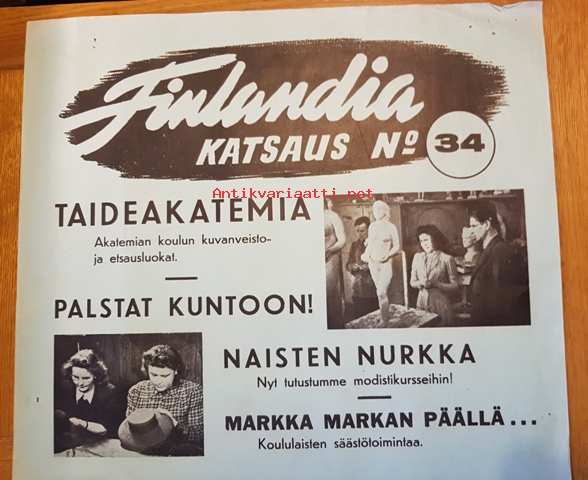 Finlandia
KATSAUS Nº 34
Antikvariaatti.net
TAIDEAKATEMIA
Akatemian koulun kuvanveisto-
ja etsausluokat.
PALSTAT KUNTOON!
NAISTEN NURKKA
Nyt tutustumme modistikursseihin!
MARKKA MARKAN PÄÄLLÄ...
Koululaisten säästötoimintaa.